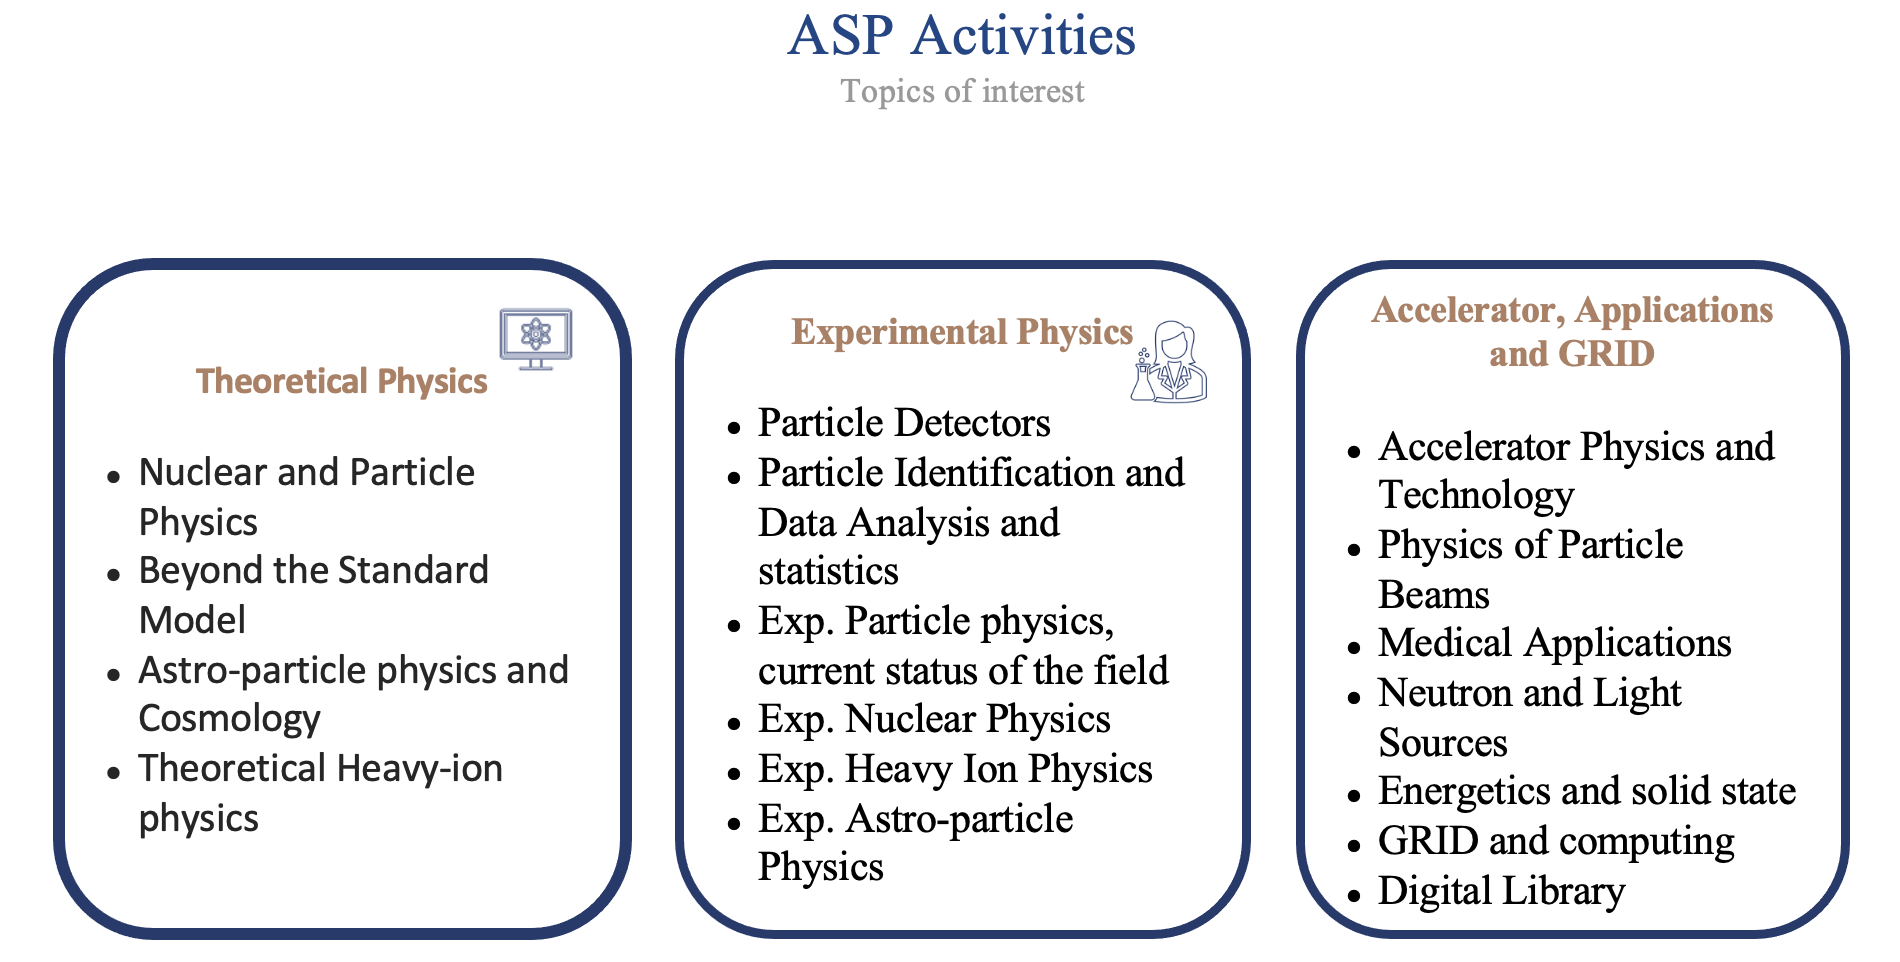 ASP Activities
Topics of interest
Theoretical Physics
• Nuclear and Particle
Physics
• Beyond the Standard
Model
• Astro-particle physics and
Cosmology
• Theoretical Heavy-ion
physics
Experimental Physics
• Particle Detectors
• Particle Identification and
Data Analysis and
statistics
• Exp. Particle physics,
current status of the field
• Exp. Nuclear Physics
• Exp. Heavy Ion Physics
• Exp. Astro-particle
Physics
Accelerator, Applications
and GRID
• Accelerator Physics and
Technology
• Physics of Particle
Beams
• Medical Applications
• Neutron and Light
Sources
• Energetics and solid state
• GRID and computing
• Digital Library